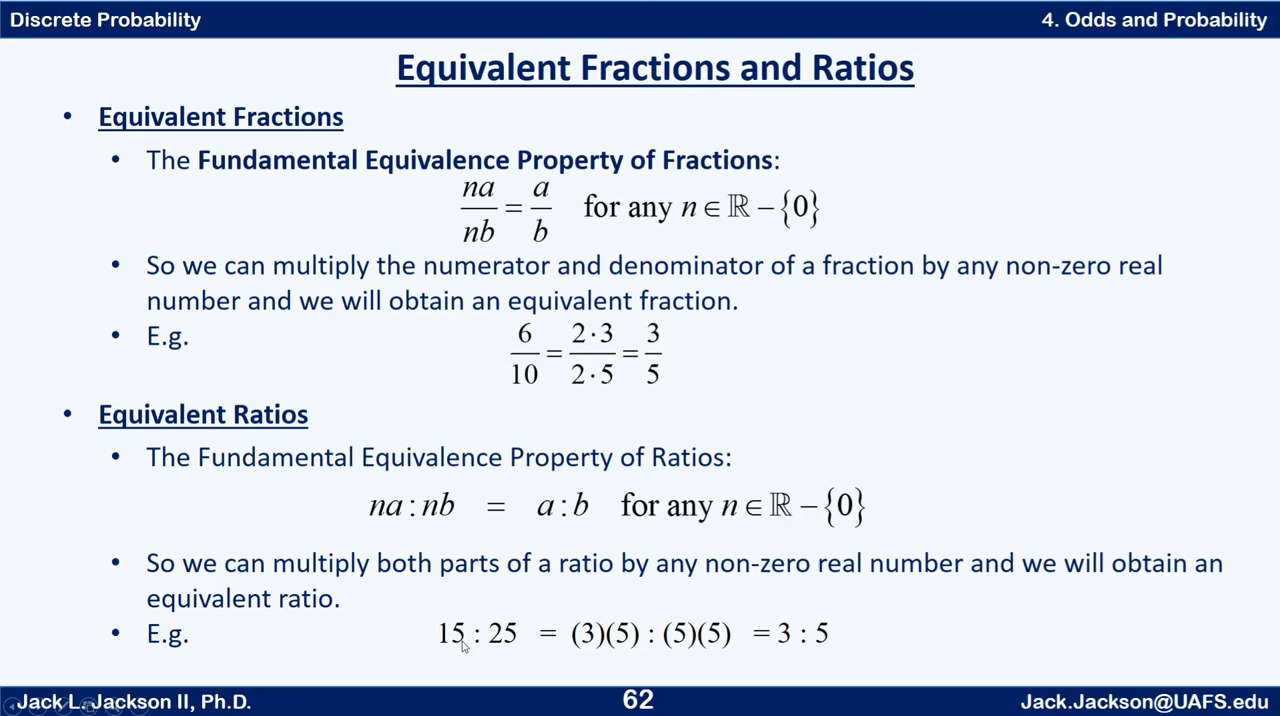 Discrete Probability
4. Odds and Probability
Equivalent Fractions and Ratios
• Equivalent Fractions
• The Fundamental Equivalence Property of Fractions:
na/nb = a/b for any n ∈ ℝ − {0}
• So we can multiply the numerator and denominator of a fraction by any non-zero real
number and we will obtain an equivalent fraction.
• E.g. 6/10 = 2·3/2·5 = 3/5
• Equivalent Ratios
• The Fundamental Equivalence Property of Ratios:
na : nb = a : b for any n ∈ ℝ − {0}
• So we can multiply both parts of a ratio by any non-zero real number and we will obtain an
equivalent ratio.
• E.g. 15 : 25 = (3)(5) : (5)(5) = 3 : 5
Jack L. Jackson II, Ph.D.
62
Jack.Jackson@UAFS.edu